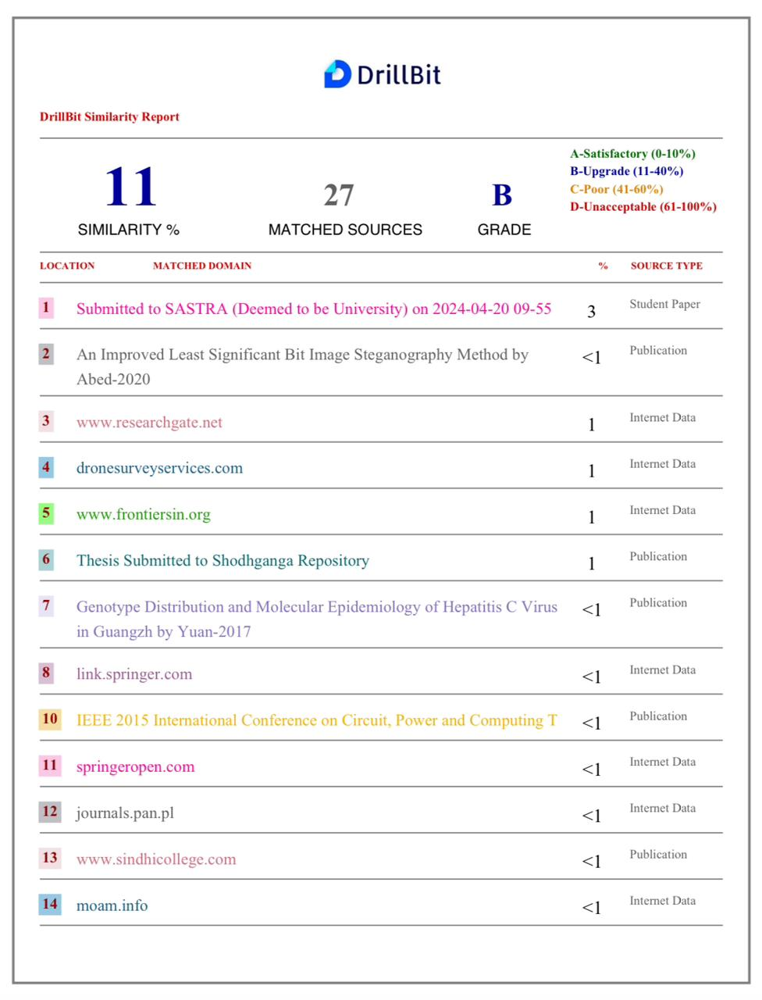 DrillBit
DrillBit Similarity Report
11
SIMILARITY %
27
MATCHED SOURCES
B
GRADE
A-Satisfactory (0-10%)
B-Upgrade (11-40%)
C-Poor (41-60%)
D-Unacceptable (61-100%)
LOCATION MATCHED DOMAIN % SOURCE TYPE
1 Submitted to SASTRA (Deemed to be University) on 2024-04-20 09-55 3 Student Paper
2 An Improved Least Significant Bit Image Steganography Method by <1 Publication
Abed-2020
3 www.researchgate.net 1 Internet Data
4 dronesurveyservices.com 1 Internet Data
5 www.frontiersin.org 1 Internet Data
6 Thesis Submitted to Shodhganga Repository 1 Publication
7 Genotype Distribution and Molecular Epidemiology of Hepatitis C Virus <1 Publication
in Guangzh by Yuan-2017
8 link.springer.com <1 Internet Data
10 IEEE 2015 International Conference on Circuit, Power and Computing T <1 Publication
11 springeropen.com <1 Internet Data
12 journals.pan.pl <1 Internet Data
13 www.sindhicollege.com <1 Publication
14 moam.info <1 Internet Data